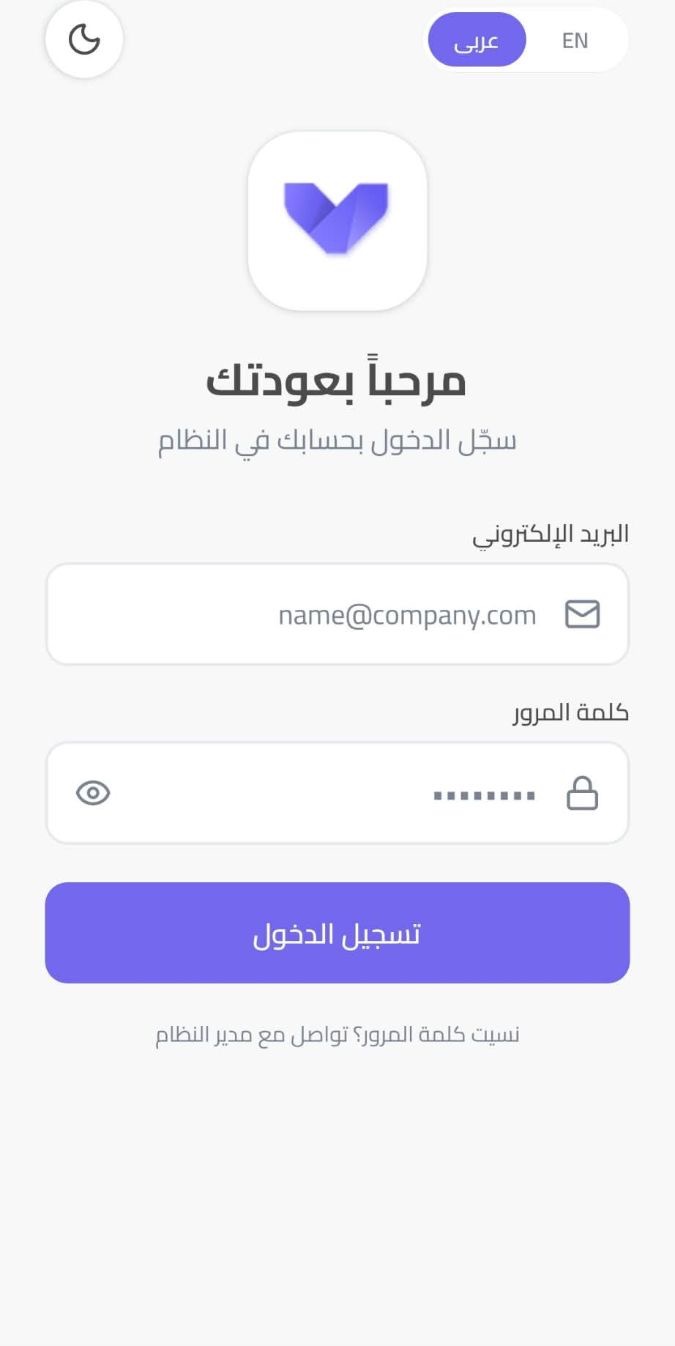 عربى
EN
مرحباً بعودتك
سجّل الدخول بحسابك في النظام
البريد الإلكتروني
name@company.com
كلمة المرور
تسجيل الدخول
نسيت كلمة المرور؟ تواصل مع مدير النظام